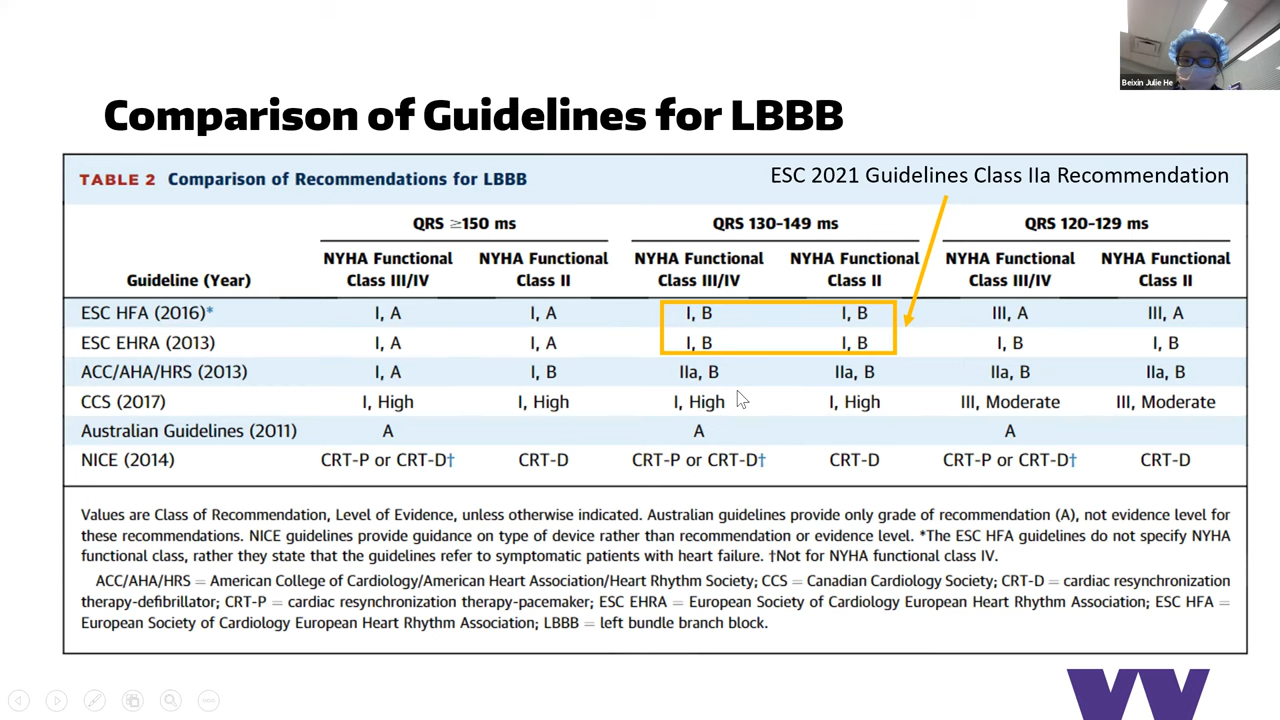 Beixin Julie He
Comparison of Guidelines for LBBB
TABLE 2 Comparison of Recommendations for LBBB
ESC 2021 Guidelines Class IIa Recommendation
QRS ≥150 ms QRS 130-149 ms QRS 120-129 ms
Guideline (Year) NYHA Functional Class III/IV NYHA Functional Class II NYHA Functional Class III/IV NYHA Functional Class II NYHA Functional Class III/IV NYHA Functional Class II
ESC HFA (2016)* I, A I, A I, B I, B III, A III, A
ESC EHRA (2013) I, A I, A I, B I, B I, B I, B
ACC/AHA/HRS (2013) I, A I, B IIa, B IIa, B IIa, B IIa, B
CCS (2017) I, High I, High I, High I, High III, Moderate III, Moderate
Australian Guidelines (2011) A A A
NICE (2014) CRT-P or CRT-D† CRT-D CRT-P or CRT-D† CRT-D CRT-P or CRT-D† CRT-D
Values are Class of Recommendation, Level of Evidence, unless otherwise indicated. Australian guidelines provide only grade of recommendation (A), not evidence level for
these recommendations. NICE guidelines provide guidance on type of device rather than recommendation or evidence level. *The ESC HFA guidelines do not specify NYHA
functional class, rather they state that the guidelines refer to symptomatic patients with heart failure. †Not for NYHA functional class IV.
ACC/AHA/HRS = American College of Cardiology/American Heart Association/Heart Rhythm Society; CCS = Canadian Cardiology Society; CRT-D = cardiac resynchronization
therapy-defibrillator; CRT-P = cardiac resynchronization therapy-pacemaker; ESC EHRA = European Society of Cardiology European Heart Rhythm Association; ESC HFA =
European Society of Cardiology European Heart Rhythm Association; LBBB = left bundle branch block.